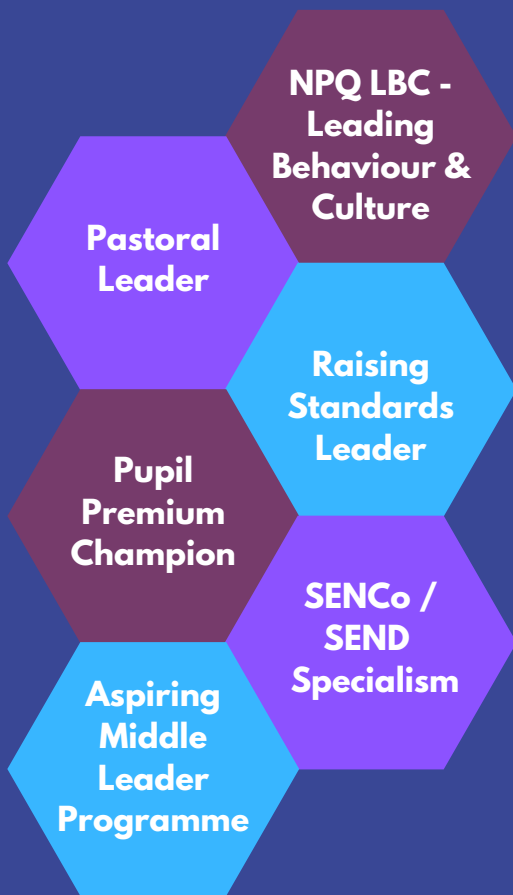 NPQ LBC -
Leading
Behaviour &
Culture
Pastoral
Leader
Raising
Standards
Leader
Pupil
Premium
Champion
SENCo /
SEND
Specialism
Aspiring
Middle
Leader
Programme